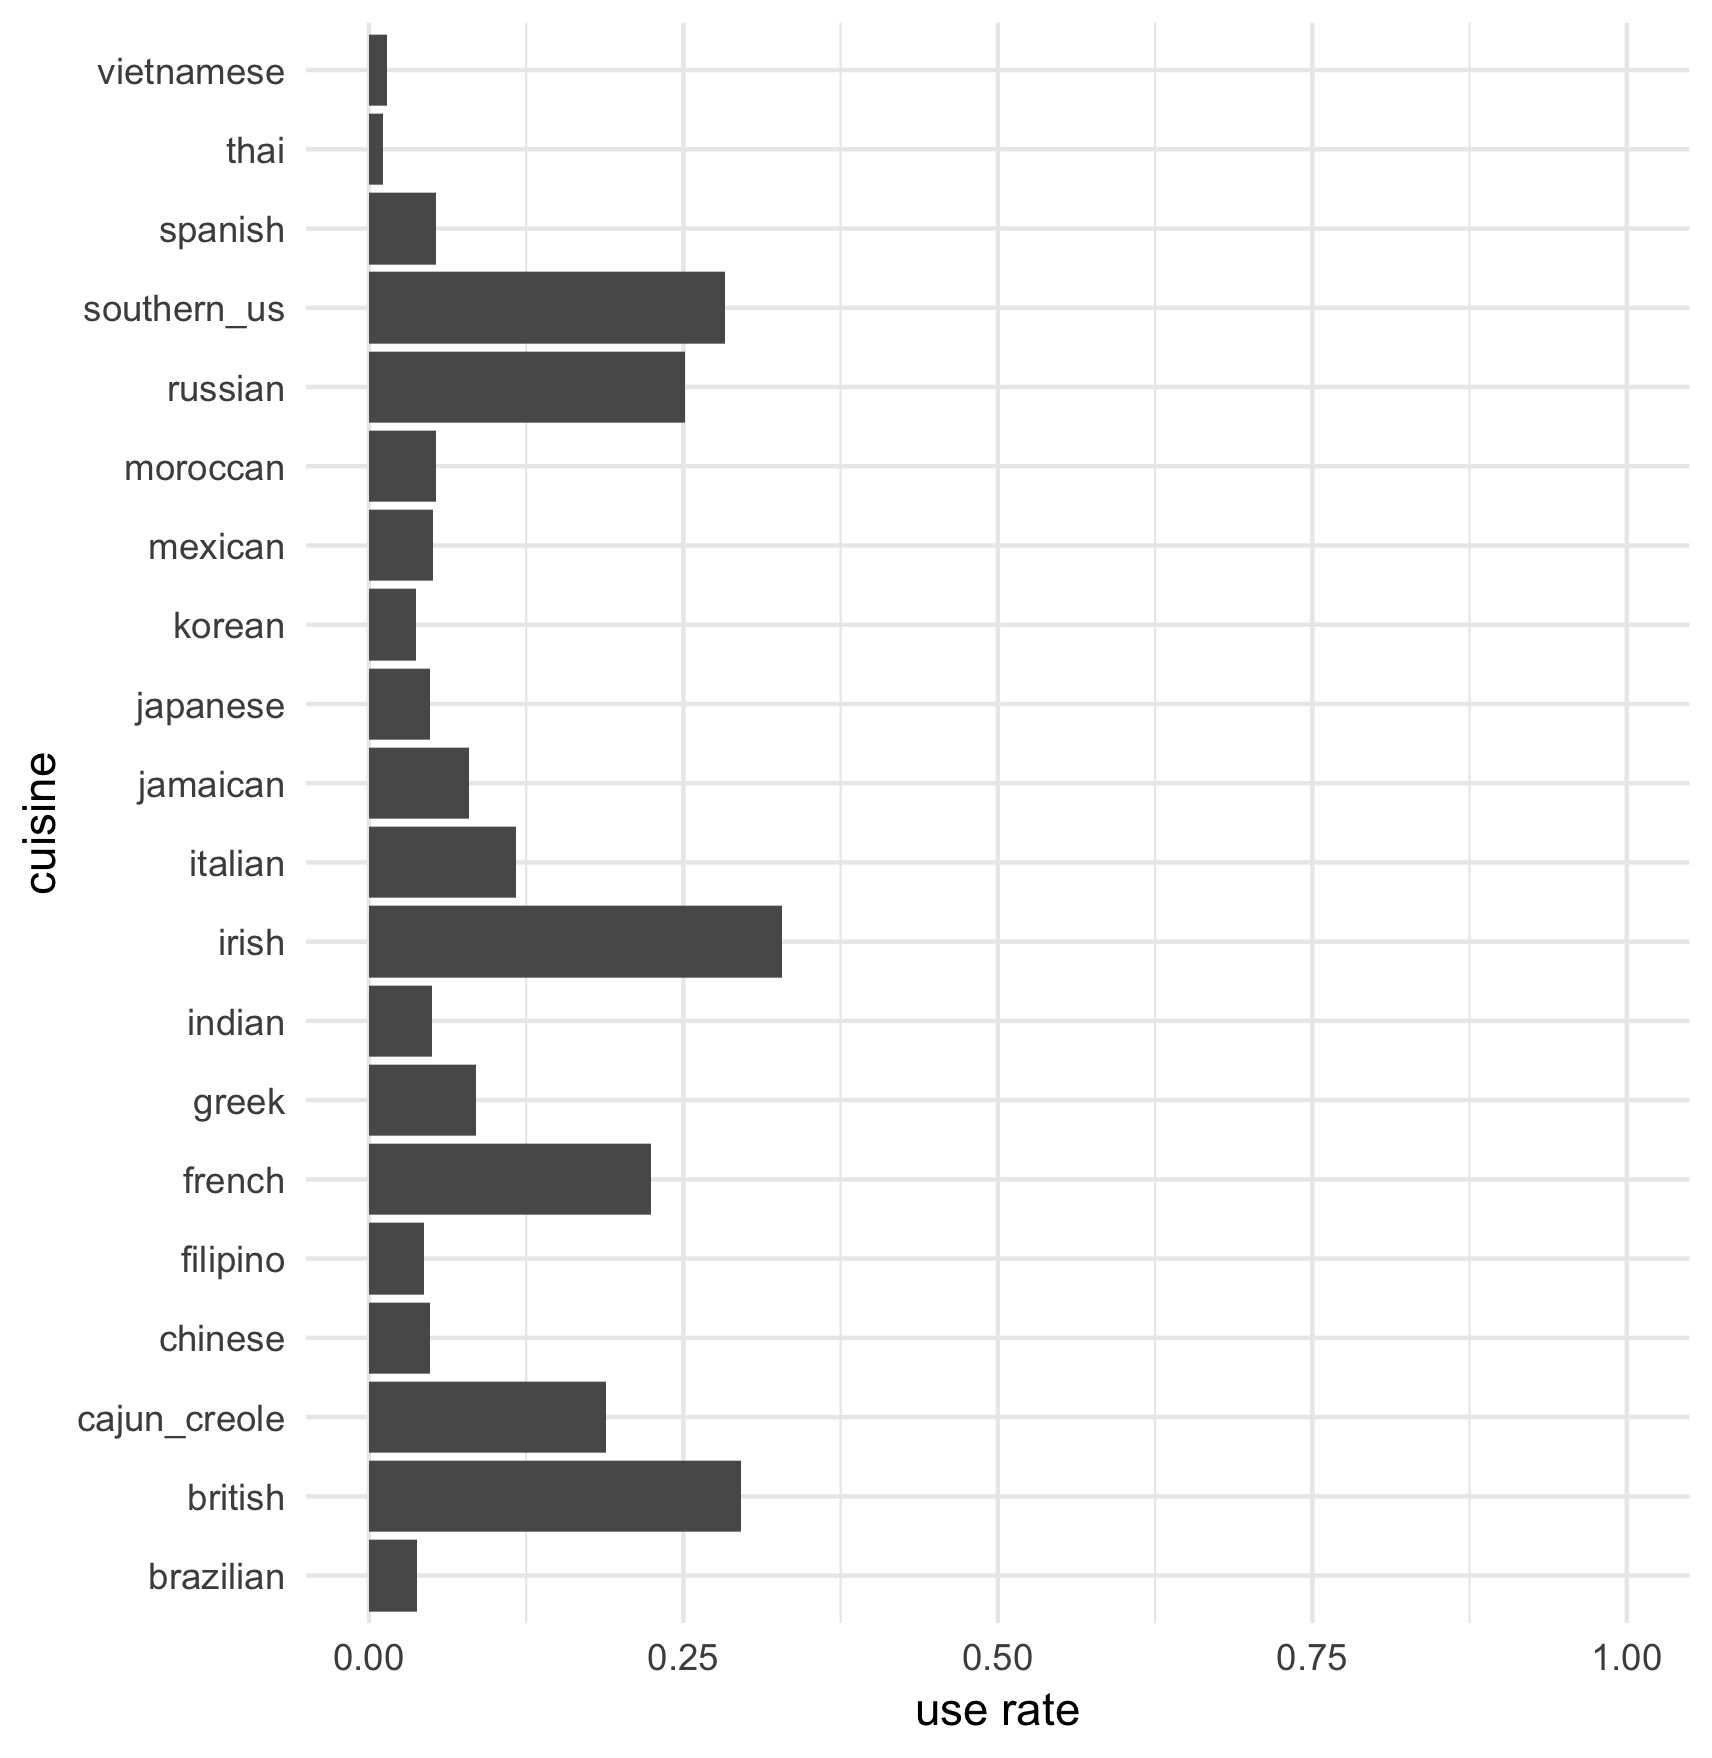 vietnamese
thai
spanish
southern_us
russian
moroccan
mexican
korean
japanese
jamaican
italian
irish
indian
greek
french
filipino
chinese
cajun_creole
british
brazilian
cuisine
0.00 0.25 0.50 0.75 1.00
use rate